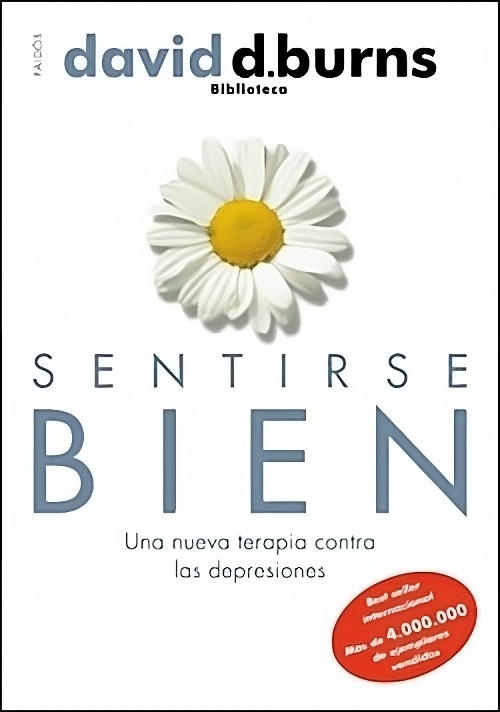 PAIDÓS
david d.burns
Biblioteca
SENTIRSE
BIEN
Una nueva terapia contra
las depresiones
Best seller
internacional
Más de 4.000.000
de ejemplares
vendidos